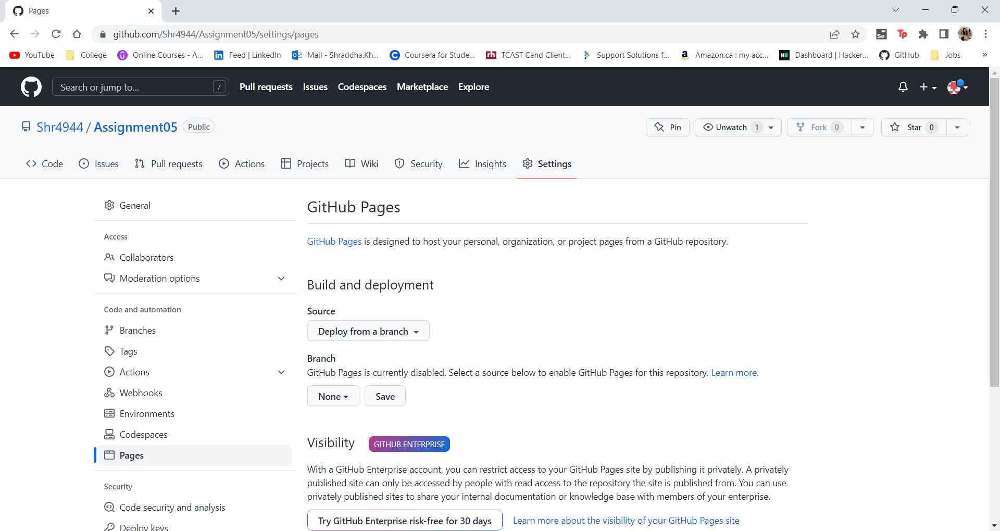 Pages
github.com/Shr4944/Assignment05/settings/pages
Se Tp
YouTube College Online Courses - A... Feed | LinkedIn Mail - Shraddha.Kh... Coursera for Stude... rh TCAST Cand Client... Support Solutions f... Amazon.ca : my acc... Dashboard | Hacker... GitHub Jobs »
Search or jump to... / Pull requests Issues Codespaces Marketplace Explore
Shr4944 / Assignment05 Public Pin Unwatch 1 Fork 0 Star 0
Code Issues Pull requests Actions Projects Wiki Security Insights Settings
General
Access
Collaborators
Moderation options
Code and automation
Branches
Tags
Actions
Webhooks
Environments
Codespaces
Pages
Security
Code security and analysis
Deploy keys
GitHub Pages
GitHub Pages is designed to host your personal, organization, or project pages from a GitHub repository.
Build and deployment
Source
Deploy from a branch
Branch
GitHub Pages is currently disabled. Select a source below to enable GitHub Pages for this repository. Learn more.
None Save
Visibility GITHUB ENTERPRISE
With a GitHub Enterprise account, you can restrict access to your GitHub Pages site by publishing it privately. A privately
published site can only be accessed by people with read access to the repository the site is published from. You can use
privately published sites to share your internal documentation or knowledge base with members of your enterprise.
Try GitHub Enterprise risk-free for 30 days Learn more about the visibility of your GitHub Pages site